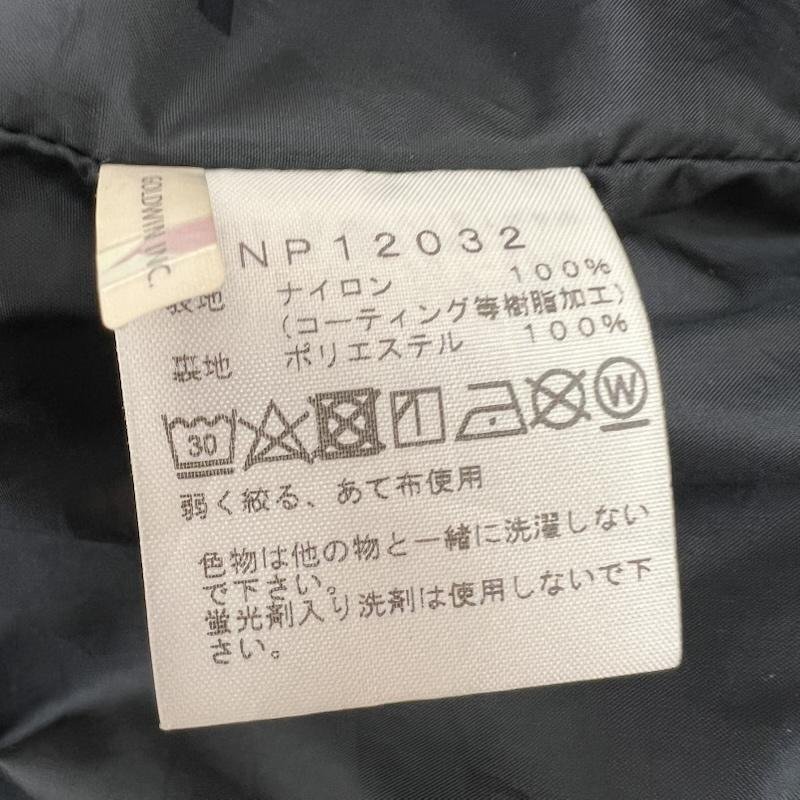 GOLDWIN INC.
NP12032
表地 ナイロン 100%
(コーティング等樹脂加工)
裏地 ポリエステル 100%
30 W
弱く絞る、あて布使用
色物は他の物と一緒に洗濯しない
で下さい。
蛍光剤入り洗剤は使用しないで下
さい。